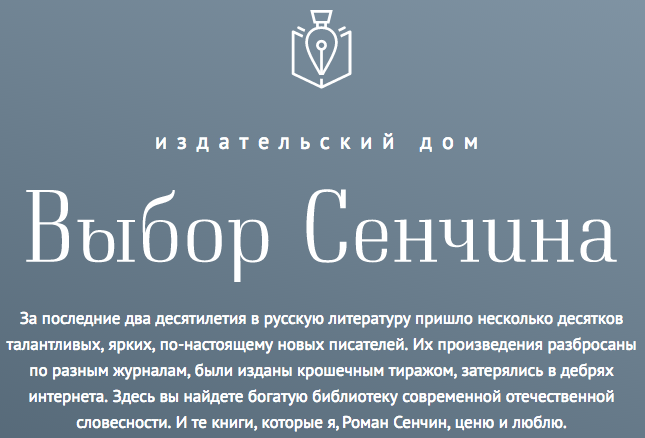 издательский дом
Выбор Сенчина
За последние два десятилетия в русскую литературу пришло несколько десятков
талантливых, ярких, по-настоящему новых писателей. Их произведения разбросаны
по разным журналам, были изданы крошечным тиражом, затерялись в дебрях
интернета. Здесь вы найдете богатую библиотеку современной отечественной
словесности. И те книги, которые я, Роман Сенчин, ценю и люблю.